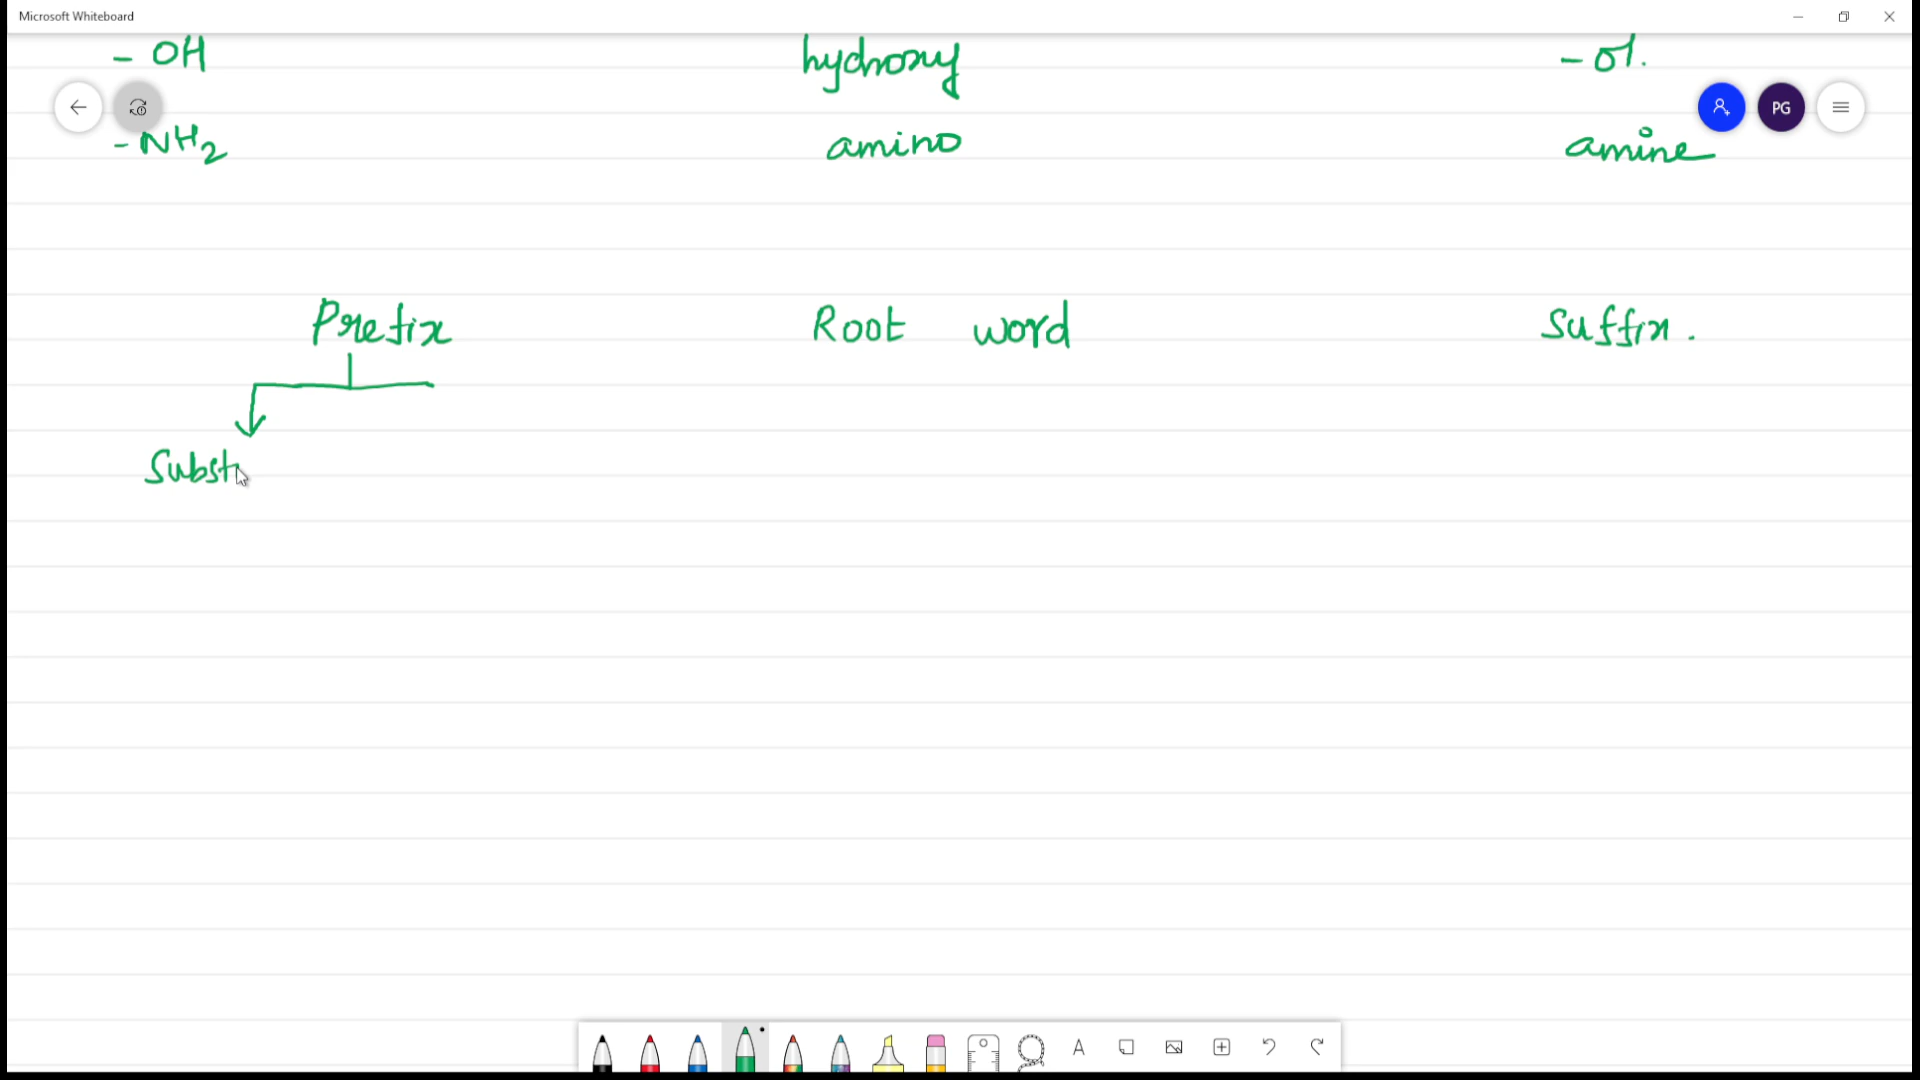 Microsoft Whiteboard
- OH hydroxy - ol.
PG
- NH2 amino amine
Prefix Root word Suffix.
Subst
A